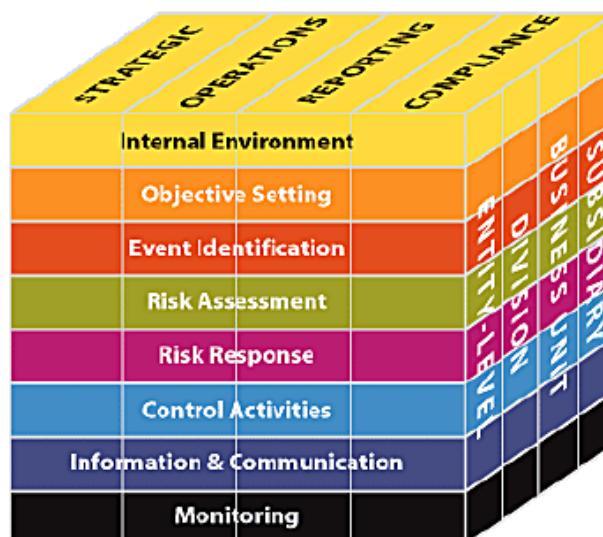 STRATEGIC
OPERATIONS
REPORTING
COMPLIANCE
Internal Environment
Objective Setting
Event Identification
Risk Assessment
Risk Response
Control Activities
Information & Communication
Monitoring
ENTITY-LEVEL
DIVISION
BUSINESS UNIT
SUBSIDIARY